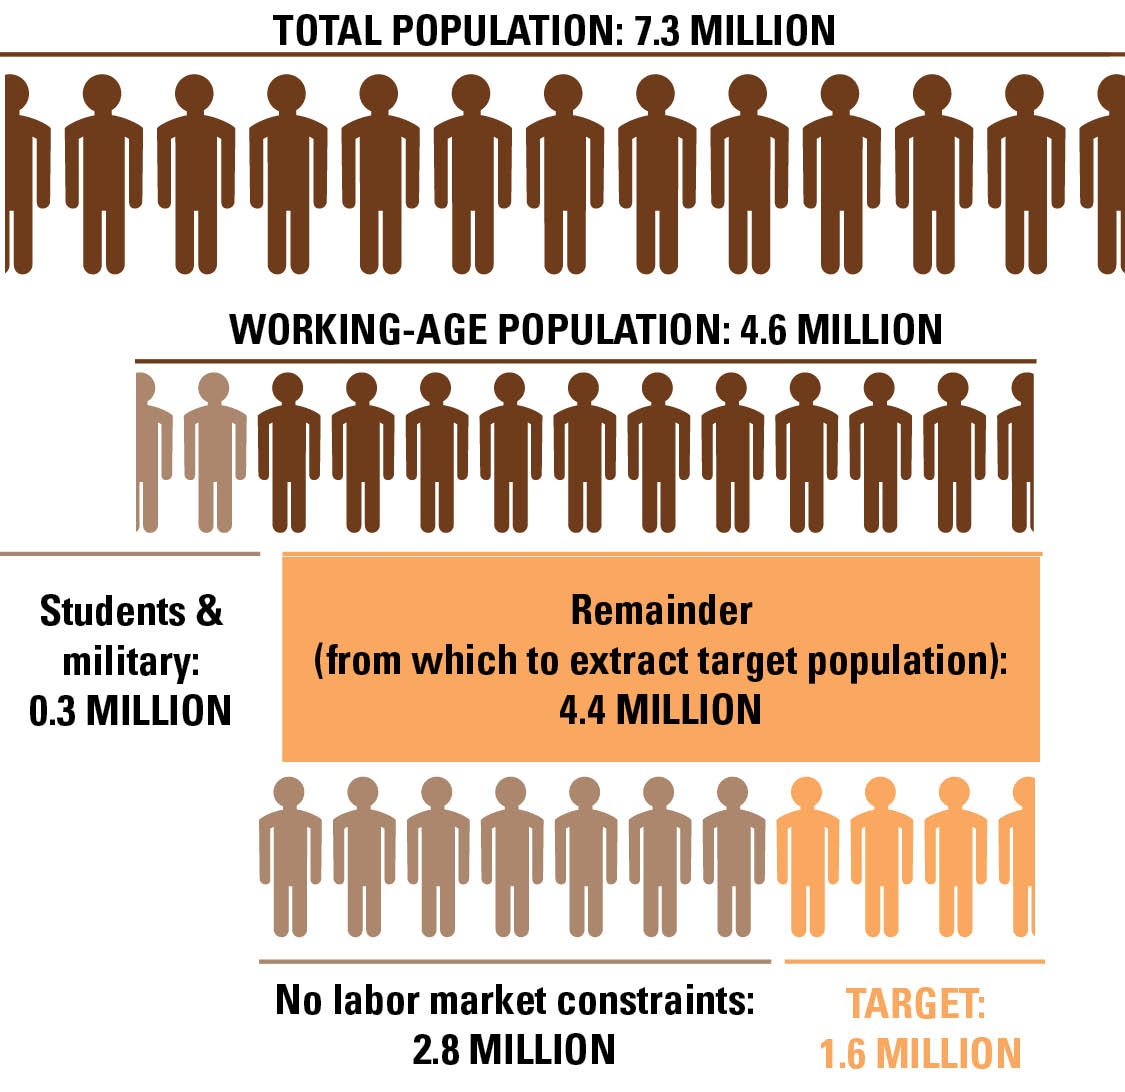 TOTAL POPULATION: 7.3 MILLION
WORKING-AGE POPULATION: 4.6 MILLION
Students &
military:
0.3 MILLION
Remainder
(from which to extract target population):
4.4 MILLION
No labor market constraints:
2.8 MILLION
TARGET:
1.6 MILLION